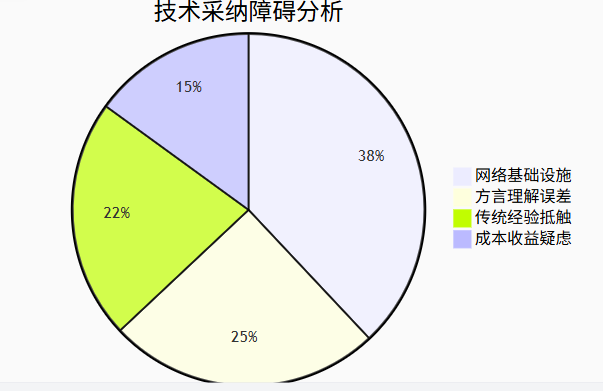 技术采纳障碍分析
15%
38%
22%
25%
网络基础设施
方言理解误差
传统经验抵触
成本收益疑虑